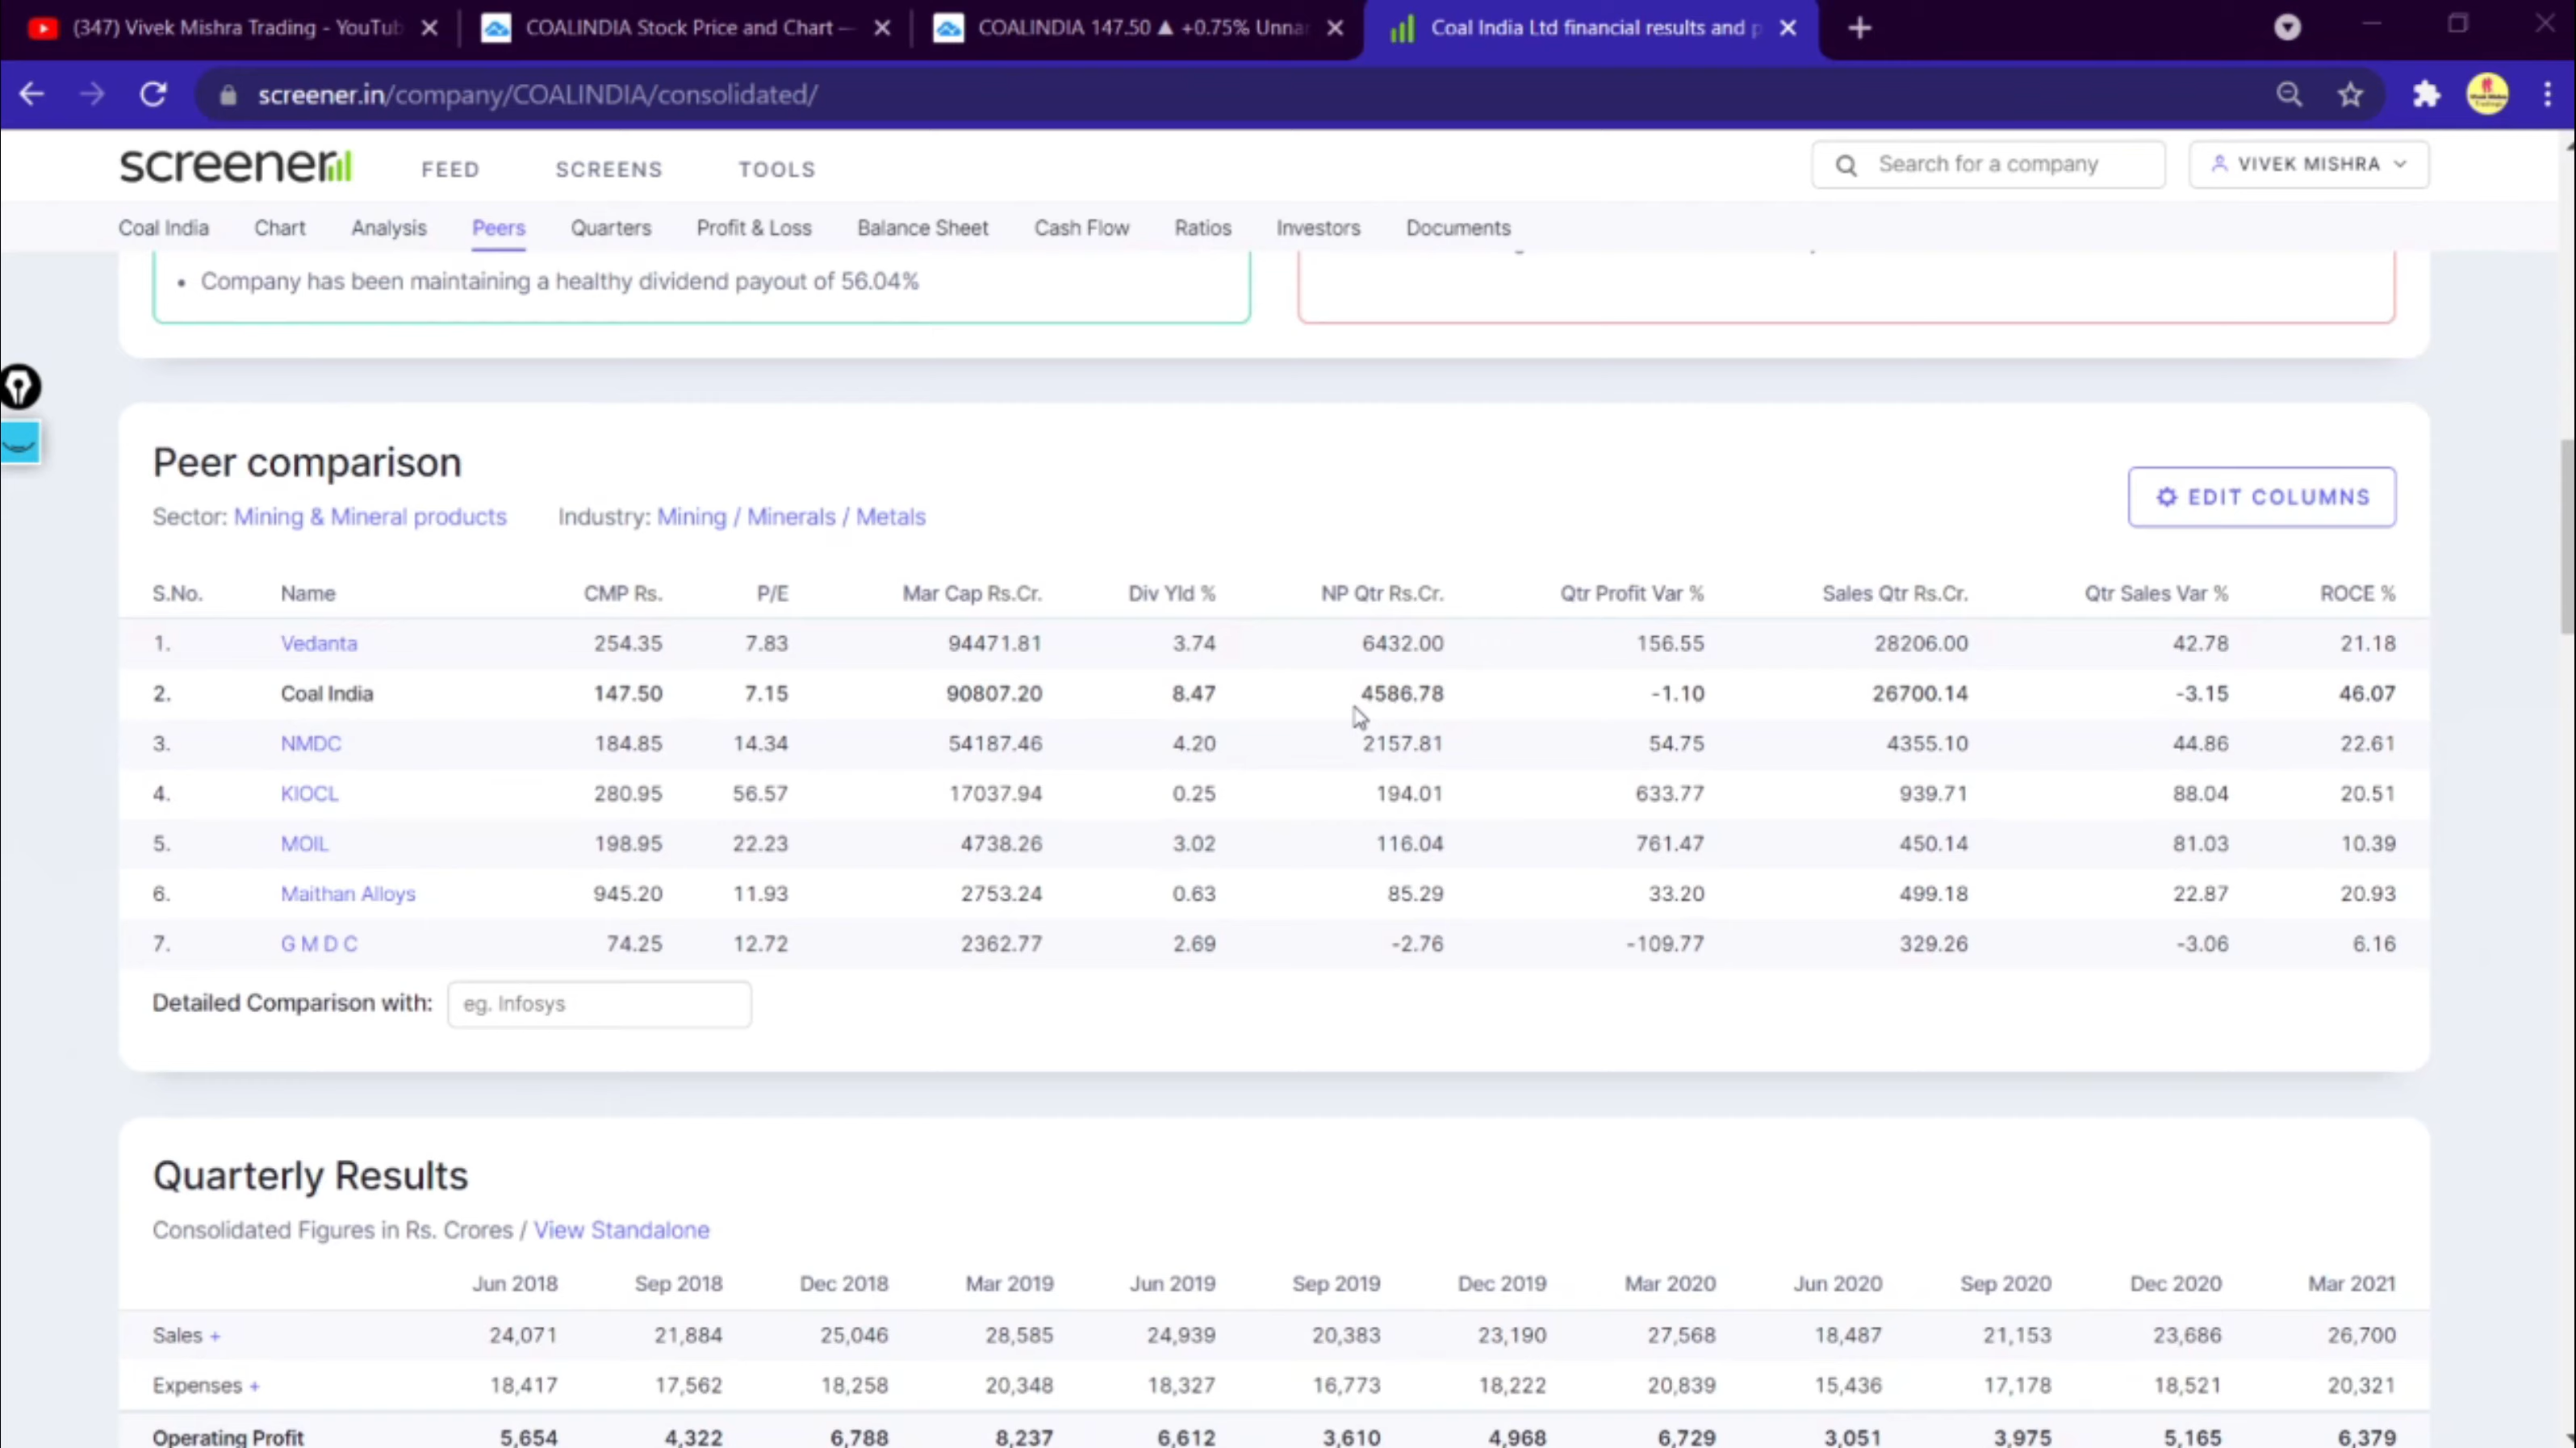 (347) Vivek Mishra Trading - YouTub
COALINDIA Stock Price and Chart —
COALINDIA 147.50 ▲ +0.75% Unnar
Coal India Ltd financial results and p
screener.in/company/COALINDIA/consolidated/
screener FEED SCREENS TOOLS Search for a company VIVEK MISHRA
Coal India Chart Analysis Peers Quarters Profit & Loss Balance Sheet Cash Flow Ratios Investors Documents
• Company has been maintaining a healthy dividend payout of 56.04%
Peer comparison
Sector: Mining & Mineral products Industry: Mining / Minerals / Metals
EDIT COLUMNS
S.No. Name CMP Rs. P/E Mar Cap Rs.Cr. Div Yld % NP Qtr Rs.Cr. Qtr Profit Var % Sales Qtr Rs.Cr. Qtr Sales Var % ROCE %
1. Vedanta 254.35 7.83 94471.81 3.74 6432.00 156.55 28206.00 42.78 21.18
2. Coal India 147.50 7.15 90807.20 8.47 4586.78 -1.10 26700.14 -3.15 46.07
3. NMDC 184.85 14.34 54187.46 4.20 2157.81 54.75 4355.10 44.86 22.61
4. KIOCL 280.95 56.57 17037.94 0.25 194.01 633.77 939.71 88.04 20.51
5. MOIL 198.95 22.23 4738.26 3.02 116.04 761.47 450.14 81.03 10.39
6. Maithan Alloys 945.20 11.93 2753.24 0.63 85.29 33.20 499.18 22.87 20.93
7. G M D C 74.25 12.72 2362.77 2.69 -2.76 -109.77 329.26 -3.06 6.16
Detailed Comparison with: eg. Infosys
Quarterly Results
Consolidated Figures in Rs. Crores / View Standalone
Jun 2018 Sep 2018 Dec 2018 Mar 2019 Jun 2019 Sep 2019 Dec 2019 Mar 2020 Jun 2020 Sep 2020 Dec 2020 Mar 2021
Sales + 24,071 21,884 25,046 28,585 24,939 20,383 23,190 27,568 18,487 21,153 23,686 26,700
Expenses + 18,417 17,562 18,258 20,348 18,327 16,773 18,222 20,839 15,436 17,178 18,521 20,321
Operating Profit 5,654 4,322 6,788 8,237 6,612 3,610 4,968 6,729 3,051 3,975 5,165 6,379